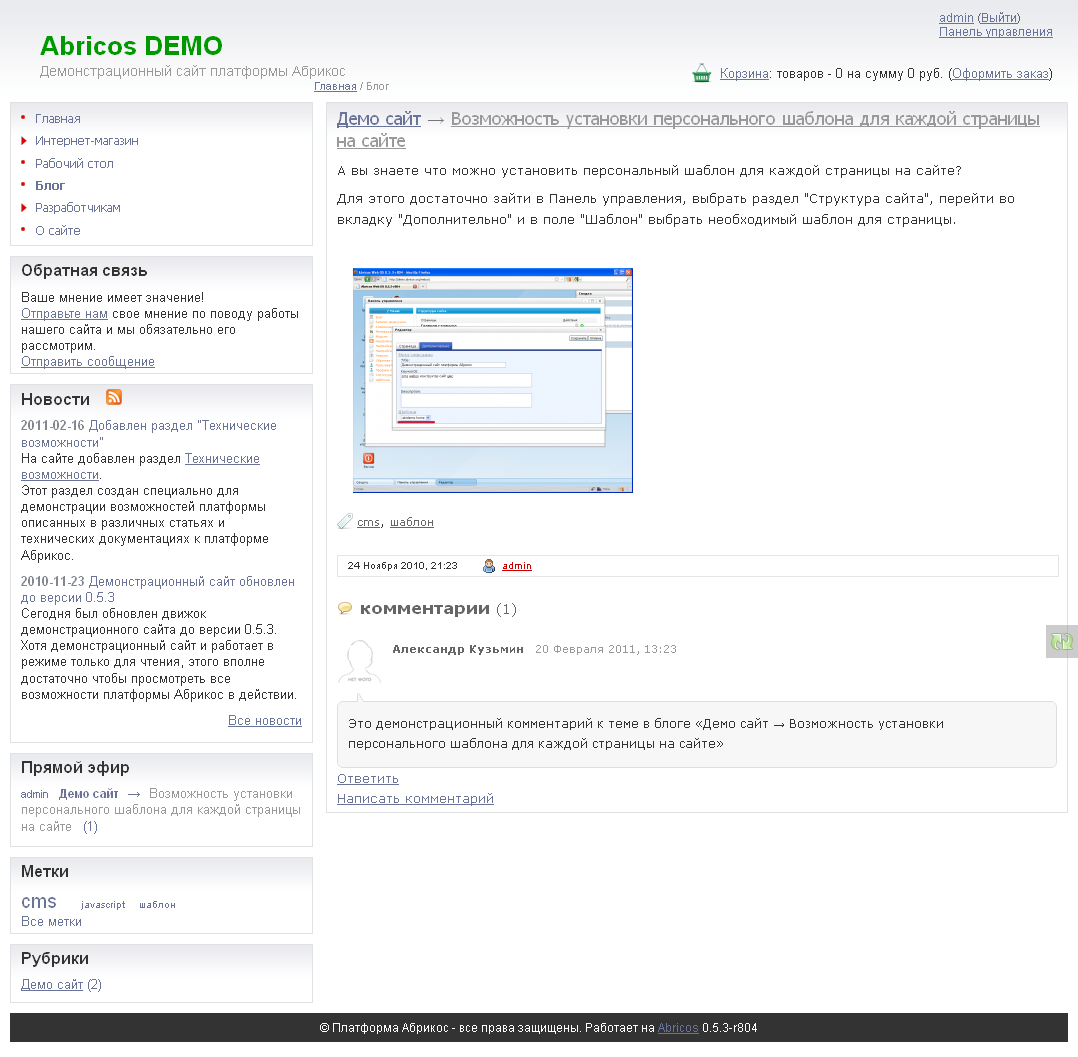 admin (Выйти)
Панель управления
Abricos DEMO
Демонстрационный сайт платформы Абрикос
Корзина: товаров - 0 на сумму 0 руб. (Оформить заказ)
Главная / Блог
Главная
Интернет-магазин
Рабочий стол
Блог
Разработчикам
О сайте
Обратная связь
Ваше мнение имеет значение!
Отправьте нам свое мнение по поводу работы
нашего сайта и мы обязательно его
рассмотрим.
Отправить сообщение
Новости
2011-02-16 Добавлен раздел "Технические
возможности"
На сайте добавлен раздел Технические
возможности.
Этот раздел создан специально для
демонстрации возможностей платформы
описанных в различных статьях и
технических документациях к платформе
Абрикос.
2010-11-23 Демонстрационный сайт обновлен
до версии 0.5.3
Сегодня был обновлен движок
демонстрационного сайта до версии 0.5.3.
Хотя демонстрационный сайт и работает в
режиме только для чтения, этого вполне
достаточно чтобы просмотреть все
возможности платформы Абрикос в действии.
Все новости
Прямой эфир
admin Демо сайт → Возможность установки
персонального шаблона для каждой страницы
на сайте (1)
Метки
cms javascript шаблон
Все метки
Рубрики
Демо сайт (2)
Демо сайт → Возможность установки персонального шаблона для каждой страницы
на сайте
А вы знаете что можно установить персональный шаблон для каждой страницы на сайте?
Для этого достаточно зайти в Панель управления, выбрать раздел "Структура сайта", перейти во
вкладку "Дополнительно" и в поле "Шаблон" выбрать необходимый шаблон для страницы.
cms, шаблон
24 Ноября 2010, 21:23 admin
комментарии (1)
Александр Кузьмин 20 Февраля 2011, 13:23
НЕТ ФОТО
Это демонстрационный комментарий к теме в блоге «Демо сайт → Возможность установки
персонального шаблона для каждой страницы на сайте»
Ответить
Написать комментарий
© Платформа Абрикос - все права защищены. Работает на Abricos 0.5.3-r804